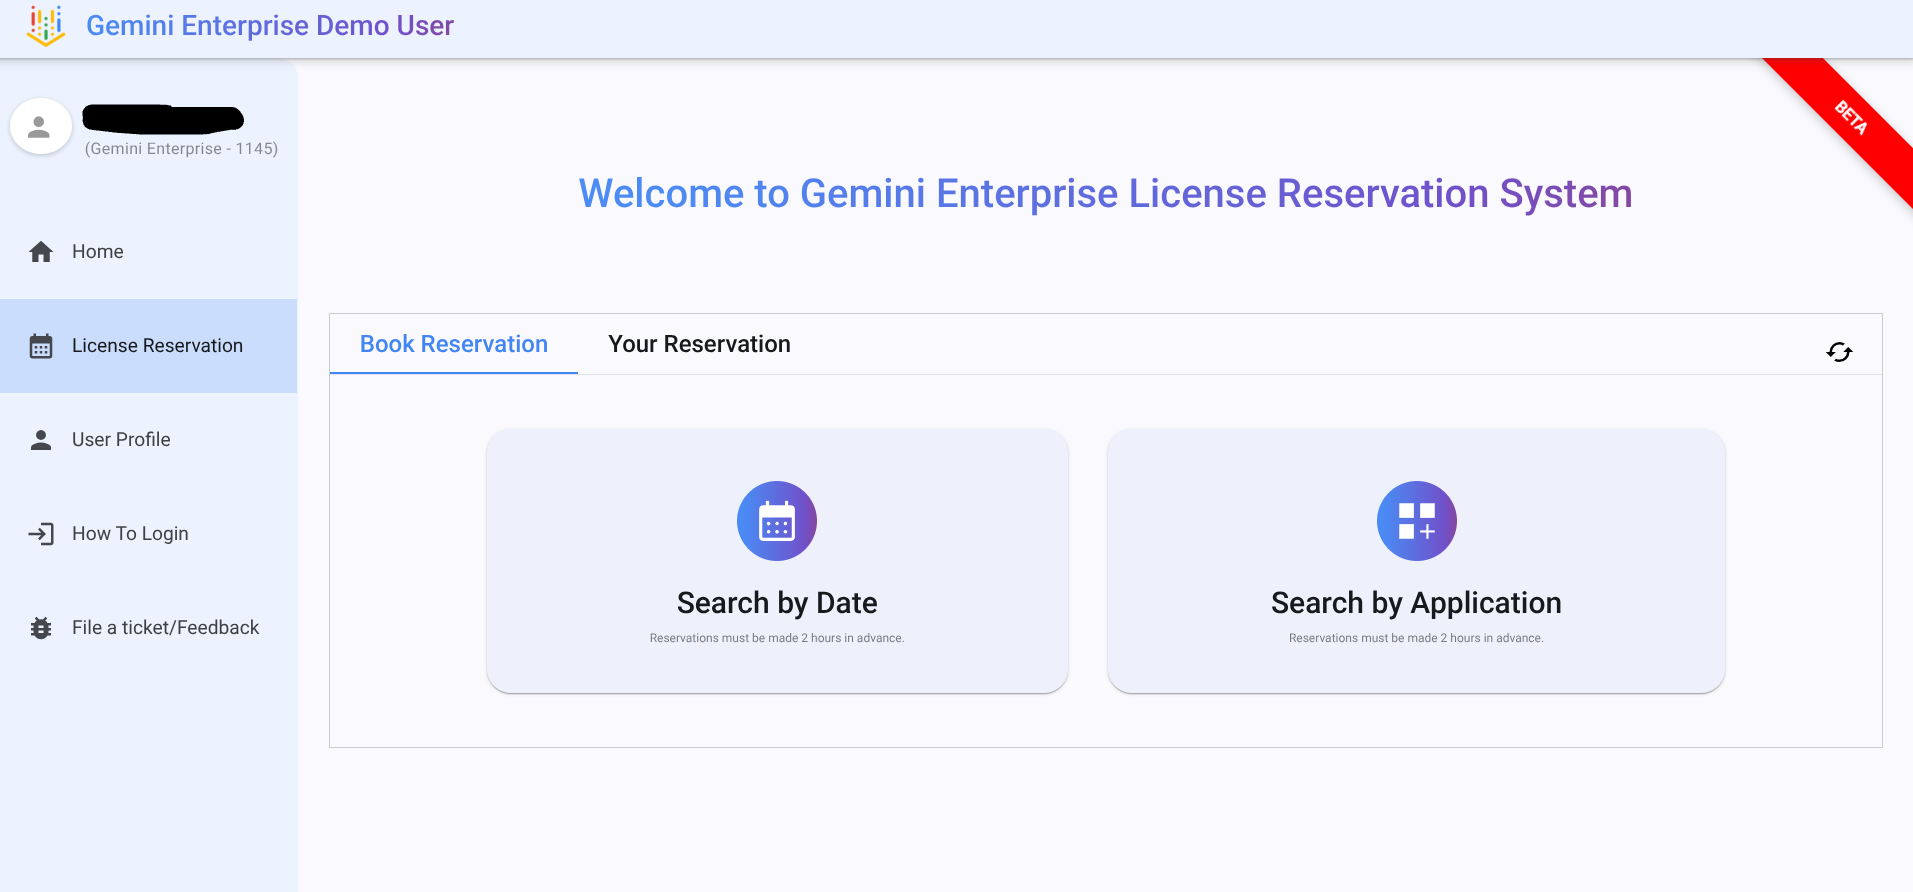 Gemini Enterprise Demo User
(Gemini Enterprise - 1145)
Home
License Reservation
User Profile
How To Login
File a ticket/Feedback
BETA
Welcome to Gemini Enterprise License Reservation System
Book Reservation
Your Reservation
Search by Date
Reservations must be made 2 hours in advance.
Search by Application
Reservations must be made 2 hours in advance.